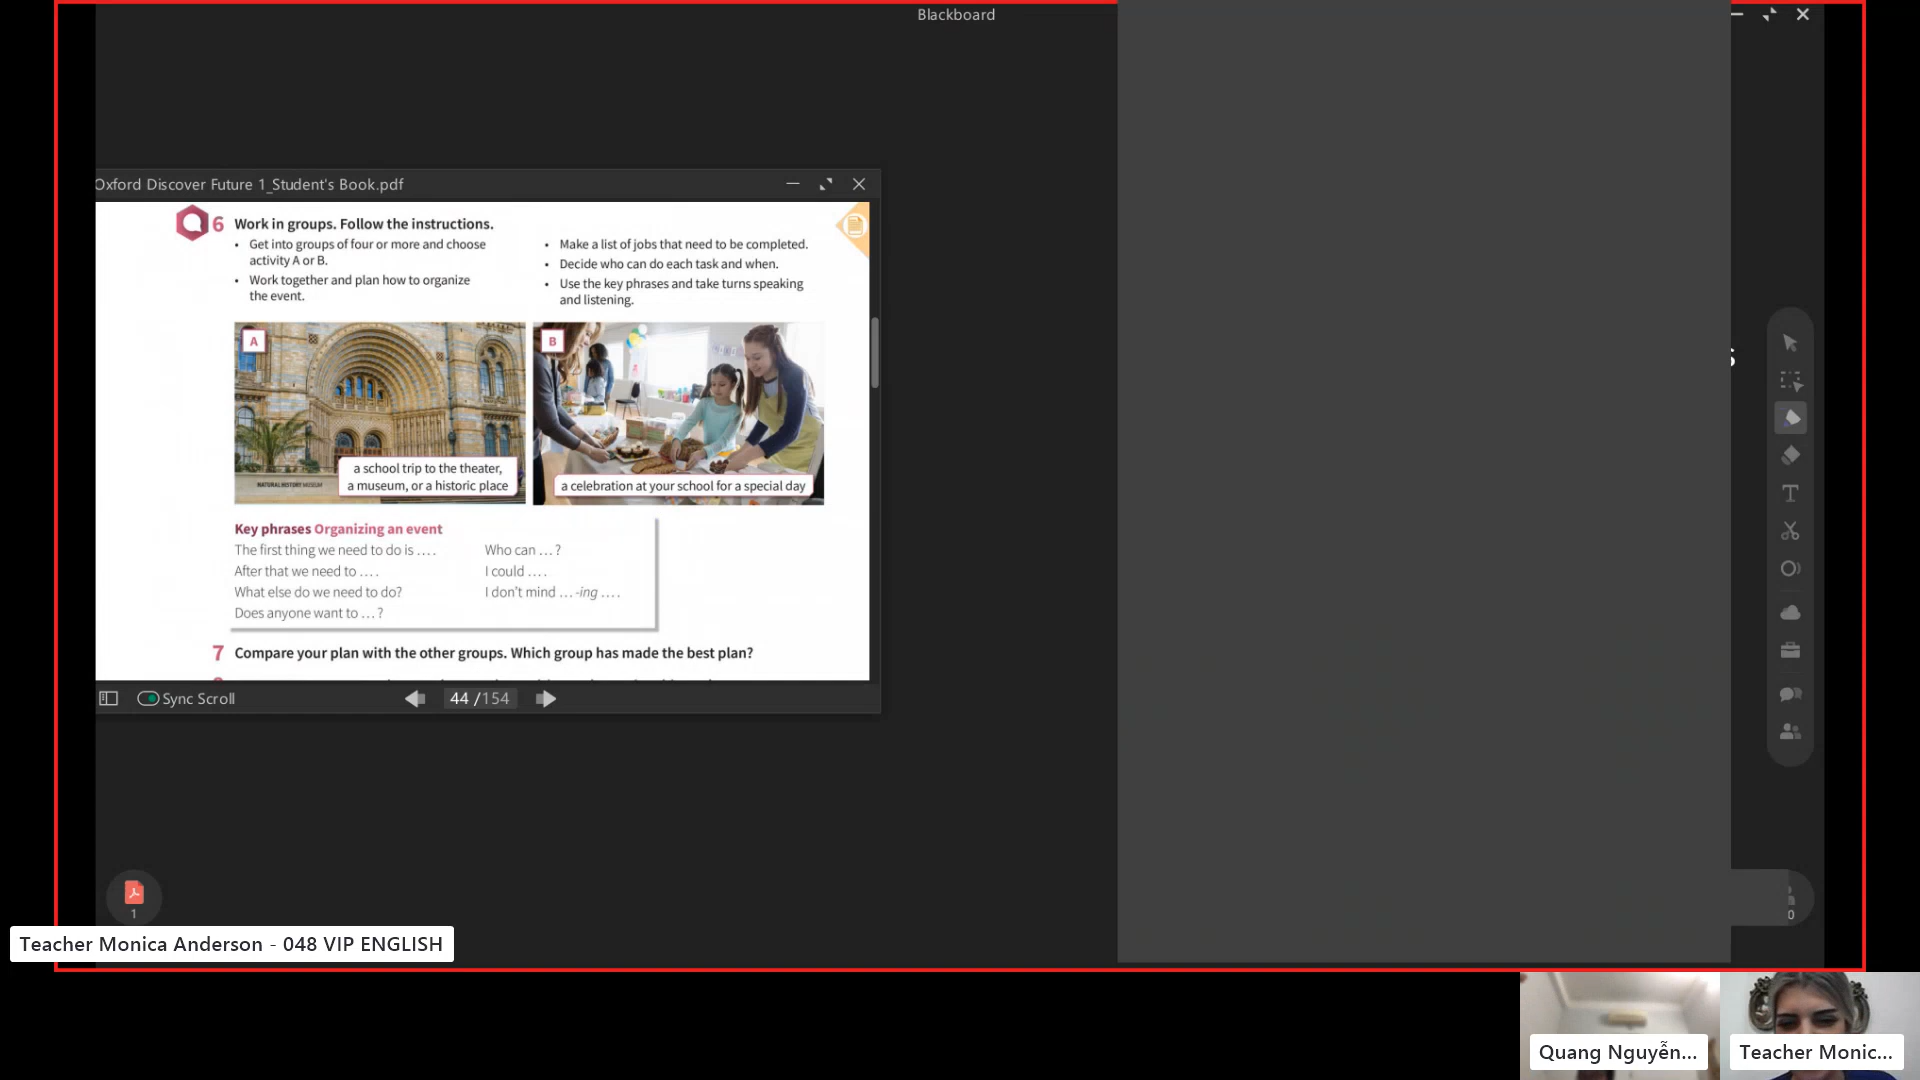 Blackboard
Oxford Discover Future 1_Student's Book.pdf
6 Work in groups. Follow the instructions.
• Get into groups of four or more and choose
activity A or B.
• Work together and plan how to organize
the event.
• Make a list of jobs that need to be completed.
• Decide who can do each task and when.
• Use the key phrases and take turns speaking
and listening.
A
NATURAL HISTORY MUSEUM
a school trip to the theater,
a museum, or a historic place
B
a celebration at your school for a special day
Key phrases Organizing an event
The first thing we need to do is ….
After that we need to ….
What else do we need to do?
Does anyone want to …?
Who can …?
I could ….
I don't mind … -ing ….
7 Compare your plan with the other groups. Which group has made the best plan?
Sync Scroll
44 /154
1
0
Teacher Monica Anderson - 048 VIP ENGLISH
Quang Nguyễn...
Teacher Monic...